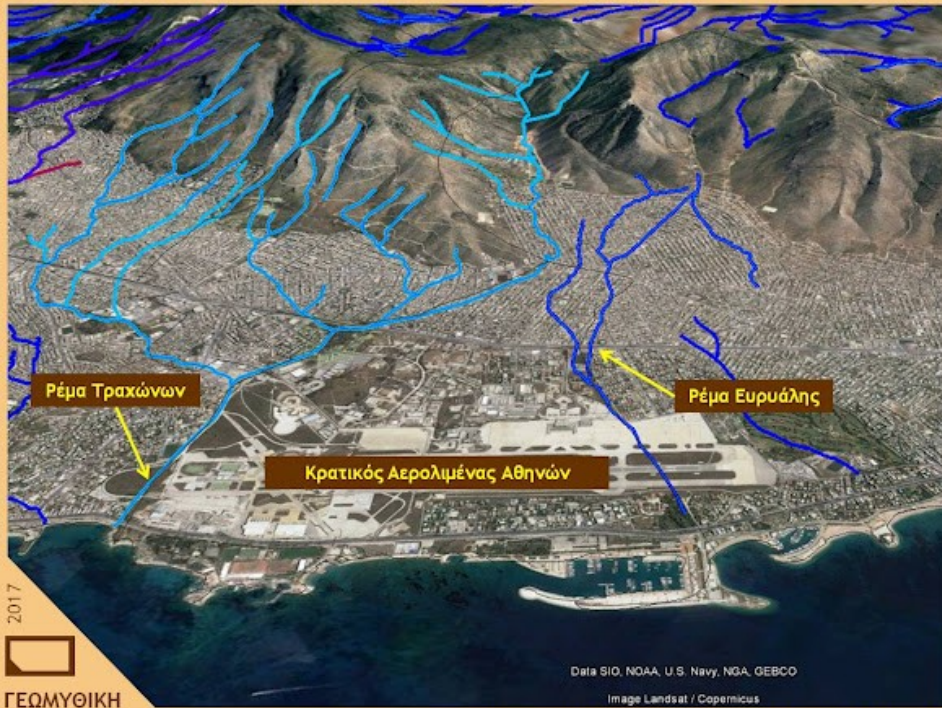 Ρέμα Τραχώνων
Ρέμα Ευρυάλης
Κρατικός Αερολιμένας Αθηνών
2017
ΓΕΩΜΥΘΙΚΗ
Data SIO, NOAA, U.S. Navy, NGA, GEBCO
Image Landsat / Copernicus